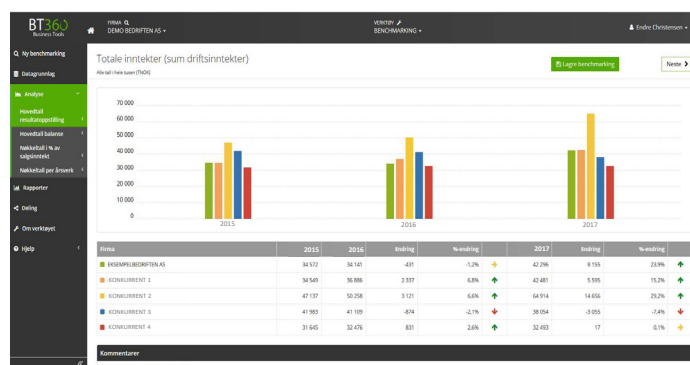 BT360
Business Tools
FIRMA
DEMO BEDRIFTEN AS
VERKTØY
BENCHMARKING
Endre Christensen
Ny benchmarking
Datagrunnlag
Analyse
Hovedtall
resultatoppstilling
Hovedtall balanse
Nøkkeltall i % av
salgsinntekt
Nøkkeltall per årsverk
Rapporter
Deling
Om verktøyet
Hjelp
Totale inntekter (sum driftsinntekter)
Alle tall i hele tusen (TNOK)
Lagre benchmarking
Neste
70 000
60 000
50 000
40 000
30 000
20 000
10 000
0
2015 2016 2017
Firma 2015 2016 Endring %-endring 2017 Endring %-endring
EKSEMPELBEDRIFTEN AS 34 572 34 141 -431 -1,2% 42 296 8 155 23,9%
KONKURRENT 1 34 549 36 886 2 337 6,8% 42 481 5 595 15,2%
KONKURRENT 2 47 137 50 258 3 121 6,6% 64 914 14 656 29,2%
KONKURRENT 3 41 983 41 109 -874 -2,1% 38 054 -3 055 -7,4%
KONKURRENT 4 31 645 32 476 831 2,6% 32 493 17 0,1%
Kommentarer